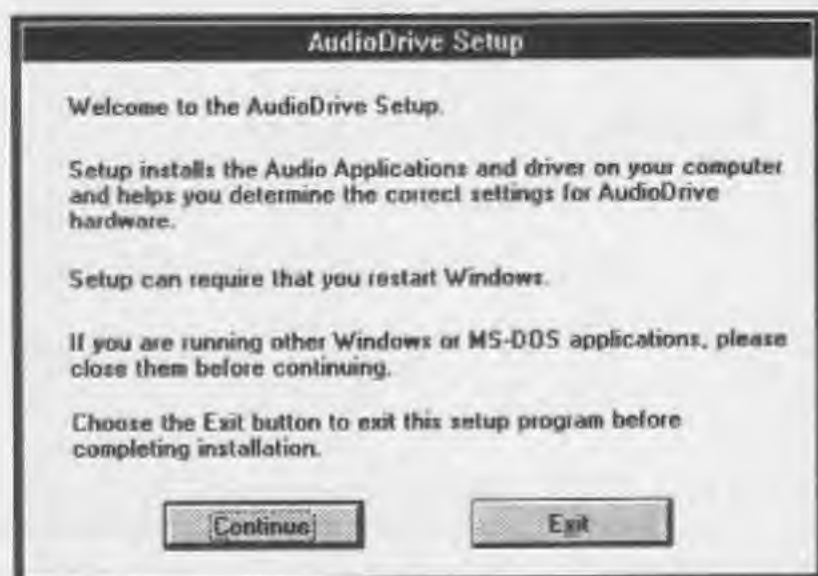 AudioDrive Setup
Welcome to the AudioDrive Setup.
Setup installs the Audio Applications and driver on your computer
and helps you determine the correct settings for AudioDrive
hardware.
Setup can require that you restart Windows.
If you are running other Windows or MS-DOS applications, please
close them before continuing.
Choose the Exit button to exit this setup program before
completing installation.
Continue
Exit